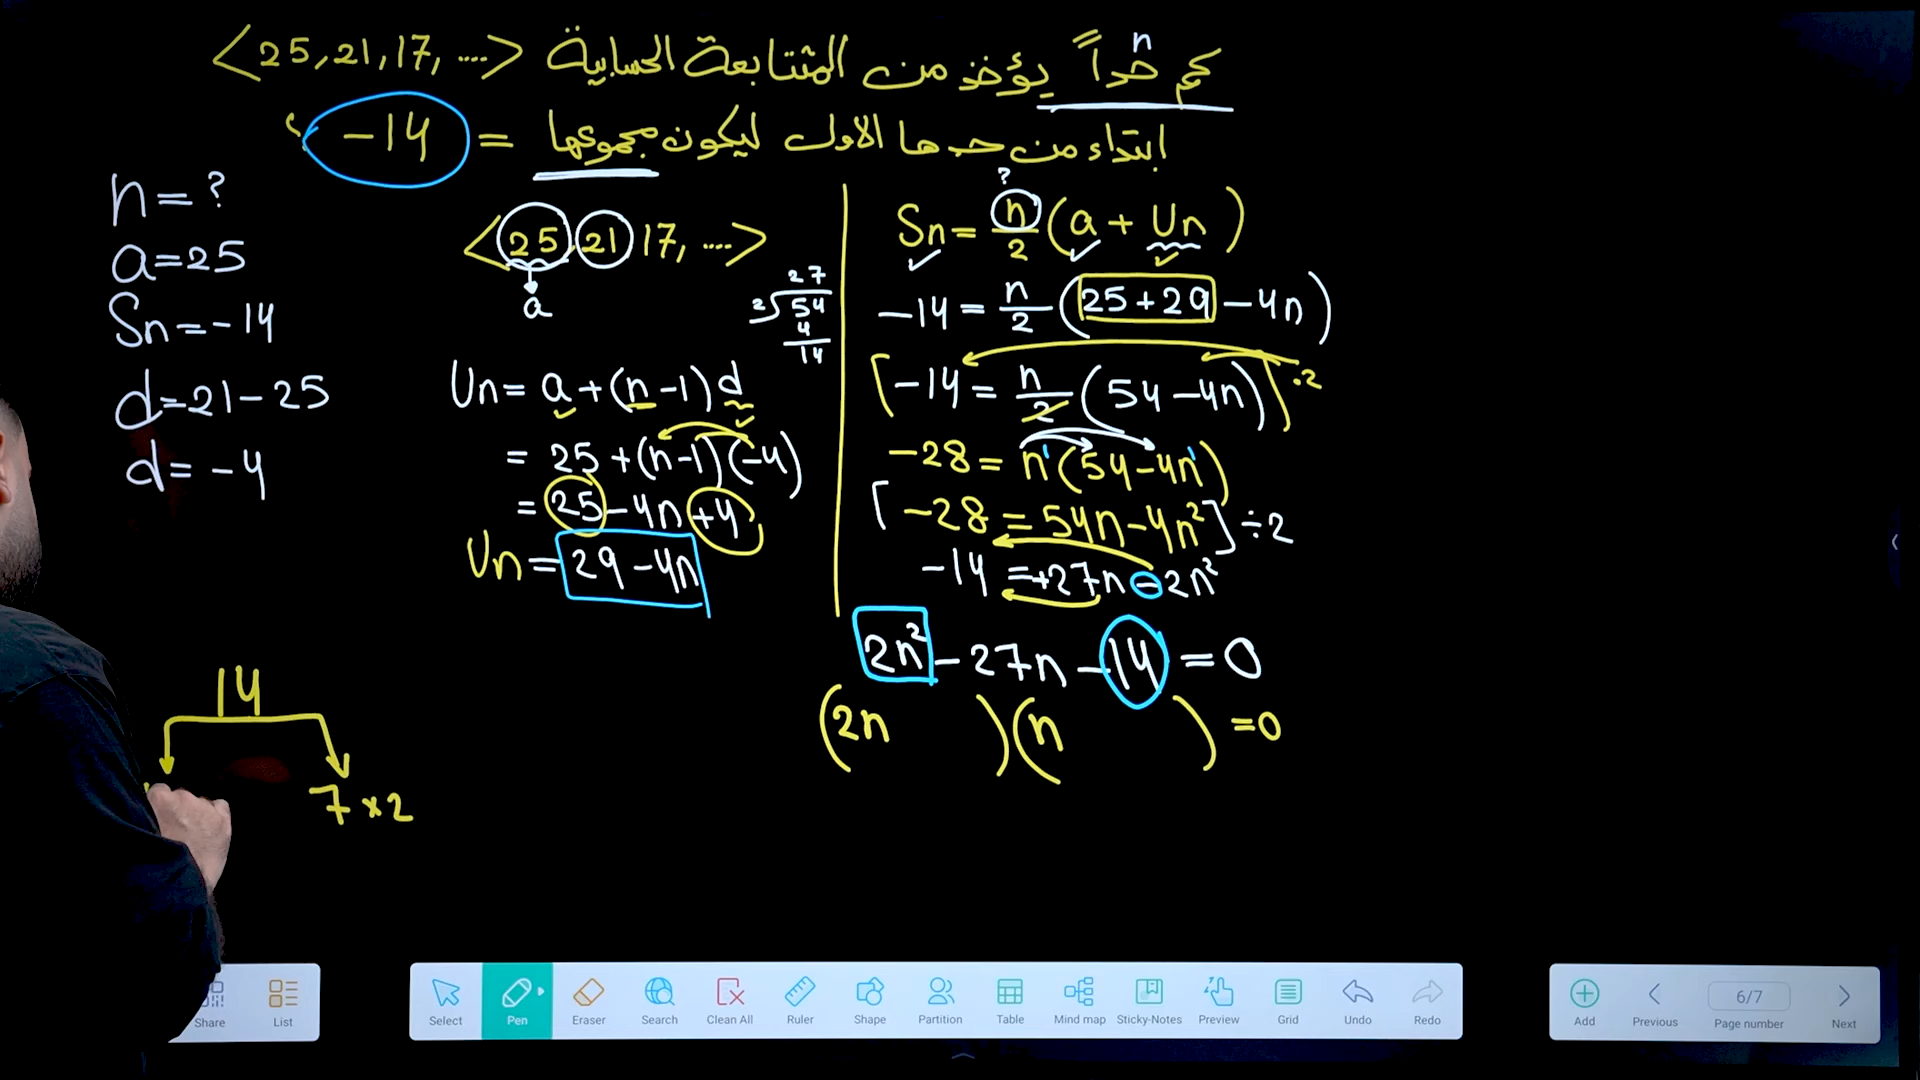 كم حداً يؤخذ من المتتابعة الحسابية <25, 21, 17, ....>
n
ابتداء من حدها الاول ليكون مجموعها = -14 ؟
n = ?
a = 25
Sn = -14
d = 21 - 25
d = -4
<25, 21, 17, ....>
a
Un = a + (n - 1) d
= 25 + (n-1)(-4)
= 25 - 4n + 4
Un = 29 - 4n
27
2 √54
4
14
?
Sn = n/2 (a + Un)
-14 = n/2 (25 + 29 - 4n)
[-14 = n/2 (54 - 4n)] .2
-28 = n¹(54 - 4n¹)
[-28 = 54n - 4n²] ÷ 2
-14 = +27n - 2n²
2n² - 27n - 14 = 0
(2n )(n ) = 0
14
7 × 2
Share
List
Select
Pen
Eraser
Search
Clean All
Ruler
Shape
Partition
Table
Mind map
Sticky-Notes
Preview
Grid
Undo
Redo
Add
Previous
6/7
Page number
Next